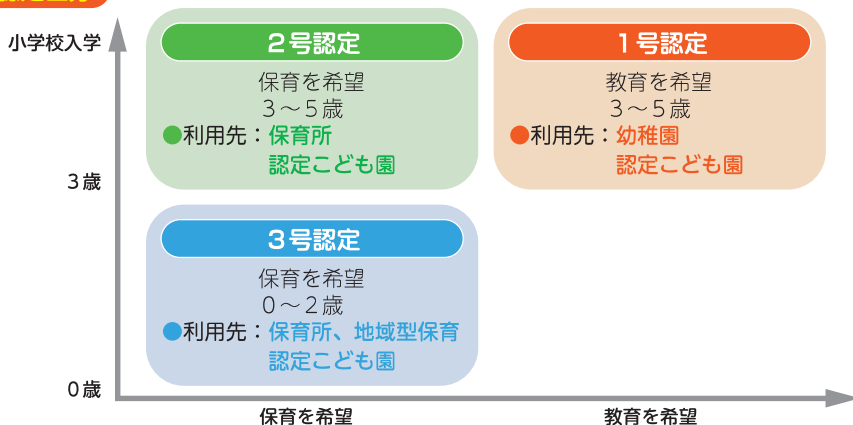 小学校入学
2号認定
保育を希望
3~5歳
●利用先:保育所
認定こども園
1号認定
教育を希望
3~5歳
●利用先:幼稚園
認定こども園
3歳
3号認定
保育を希望
0~2歳
●利用先:保育所、地域型保育
認定こども園
0歳
保育を希望
教育を希望